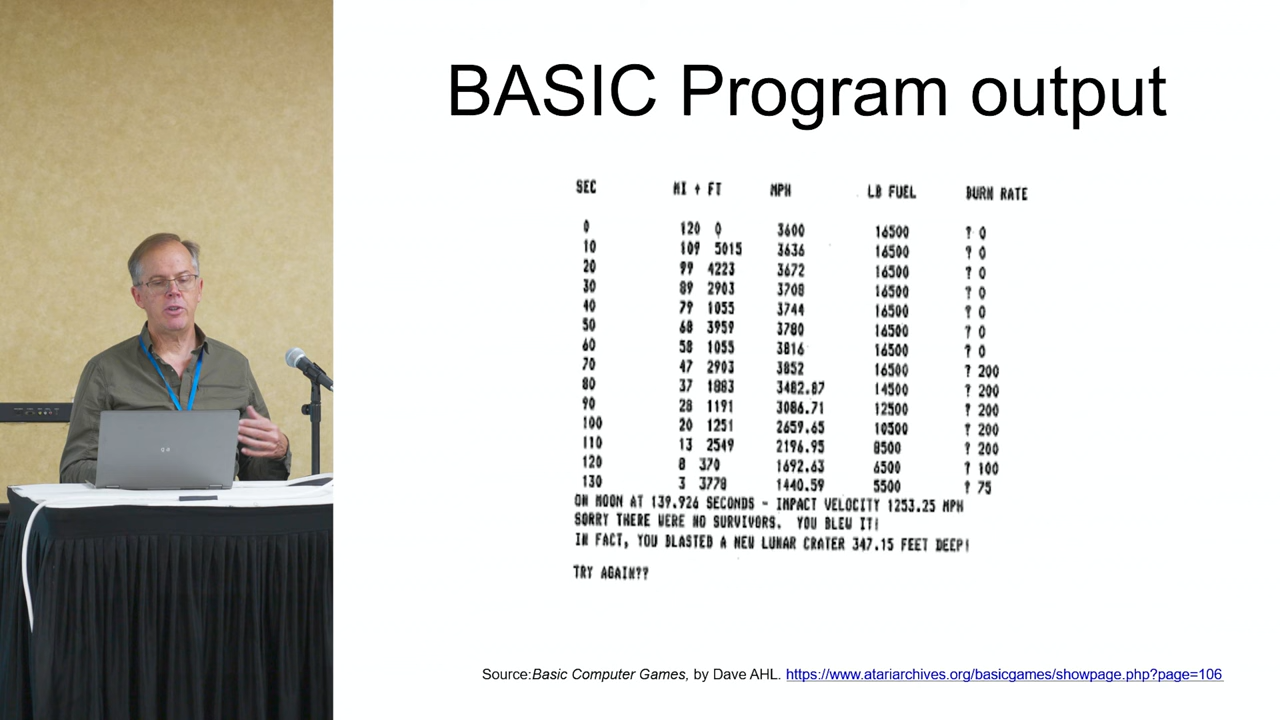 BASIC Program output
SEC MI + FT MPH LB FUEL BURN RATE
0 120 0 3600 16500 ? 0
10 109 5015 3636 16500 ? 0
20 99 4223 3672 16500 ? 0
30 89 2903 3708 16500 ? 0
40 79 1055 3744 16500 ? 0
50 68 3959 3780 16500 ? 0
60 58 1055 3816 16500 ? 0
70 47 2903 3852 16500 ? 200
80 37 1883 3482.87 14500 ? 200
90 28 1191 3086.71 12500 ? 200
100 20 1251 2659.65 10500 ? 200
110 13 2549 2196.95 8500 ? 200
120 8 370 1692.63 6500 ? 100
130 3 3778 1440.59 5500 ? 75
ON MOON AT 139.926 SECONDS - IMPACT VELOCITY 1253.25 MPH
SORRY THERE WERE NO SURVIVORS. YOU BLEW IT!
IN FACT, YOU BLASTED A NEW LUNAR CRATER 347.15 FEET DEEP!
TRY AGAIN??
Source:Basic Computer Games, by Dave AHL. https://www.atariarchives.org/basicgames/showpage.php?page=106